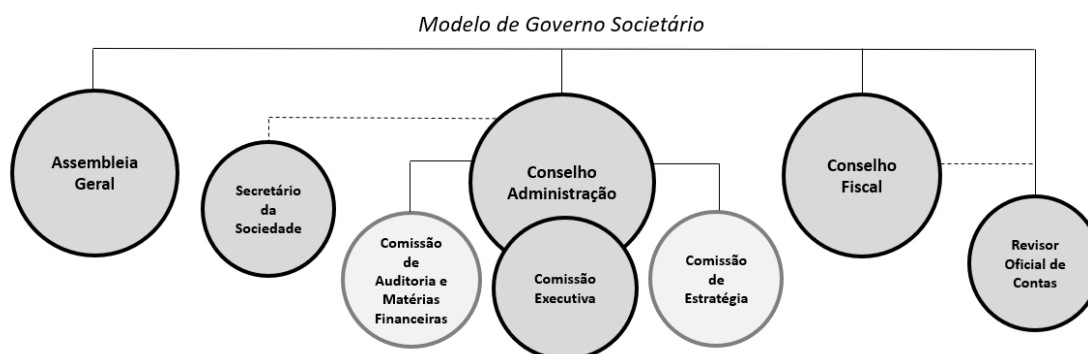 Modelo de Governo Societário
Assembleia
Geral
Secretário
da
Sociedade
Conselho
Administração
Comissão
de
Auditoria e
Matérias
Financeiras
Comissão
Executiva
Comissão
de
Estratégia
Conselho
Fiscal
Revisor
Oficial de
Contas